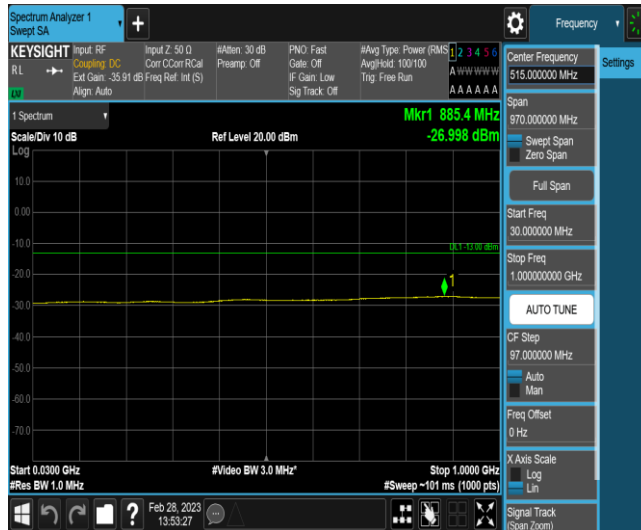 Spectrum Analyzer 1
Swept SA
Frequency
KEYSIGHT
RL
Input: RF
Coupling: DC
Ext Gain: -35.91 dB
Align: Auto
Input Z: 50 Ω
Corr CCorr RCal
Freq Ref: Int (S)
#Atten: 30 dB
Preamp: Off
PNO: Fast
Gate: Off
IF Gain: Low
Sig Track: Off
#Avg Type: Power (RMS
Avg|Hold: 100/100
Trig: Free Run
1 2 3 4 5 6
A W W W W W
A A A A A A
LXI
1 Spectrum
Mkr1 885.4 MHz
-26.998 dBm
Scale/Div 10 dB
Ref Level 20.00 dBm
Log
10.0
0.00
-10.0
-20.0
-30.0
-40.0
-50.0
-60.0
-70.0
DL1 -13.00 dBm
1
Start 0.0300 GHz
#Res BW 1.0 MHz
#Video BW 3.0 MHz*
Stop 1.0000 GHz
#Sweep ~101 ms (1000 pts)
Center Frequency
515.000000 MHz
Settings
Span
970.000000 MHz
Swept Span
Zero Span
Full Span
Start Freq
30.000000 MHz
Stop Freq
1.000000000 GHz
AUTO TUNE
CF Step
97.000000 MHz
Auto
Man
Freq Offset
0 Hz
X Axis Scale
Log
Lin
Signal Track
(Span Zoom)
?
Feb 28, 2023
13:53:27